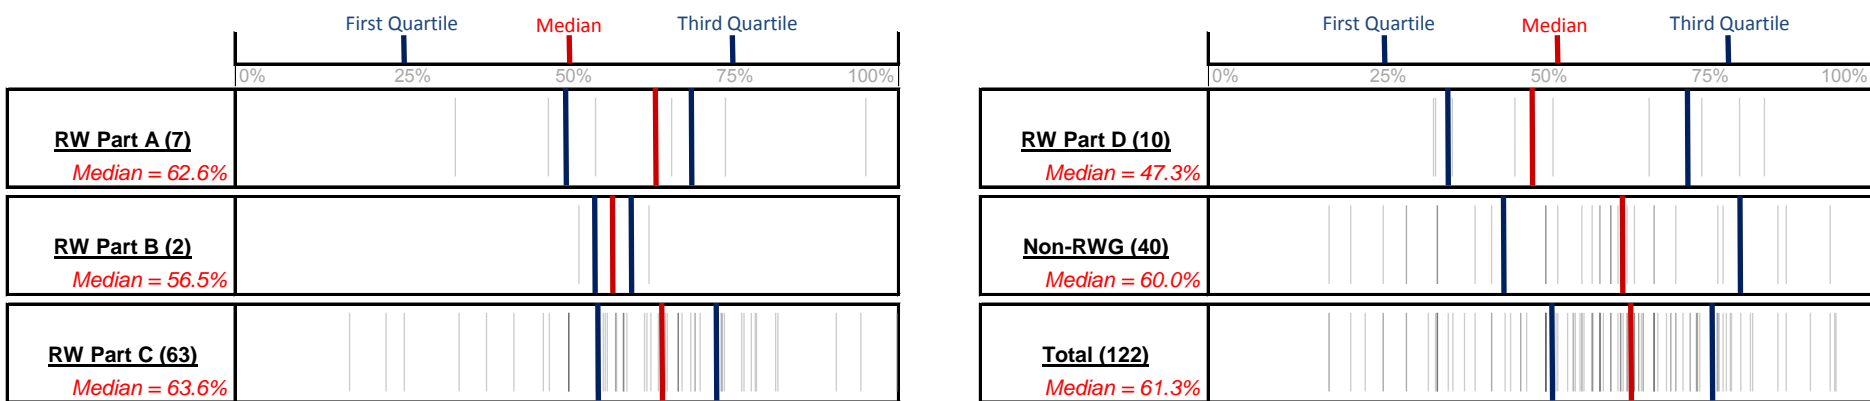 First Quartile Median Third Quartile
0% 25% 50% 75% 100%
RW Part A (7)
Median = 62.6%
RW Part B (2)
Median = 56.5%
RW Part C (63)
Median = 63.6%
First Quartile Median Third Quartile
0% 25% 50% 75% 100%
RW Part D (10)
Median = 47.3%
Non-RWG (40)
Median = 60.0%
Total (122)
Median = 61.3%